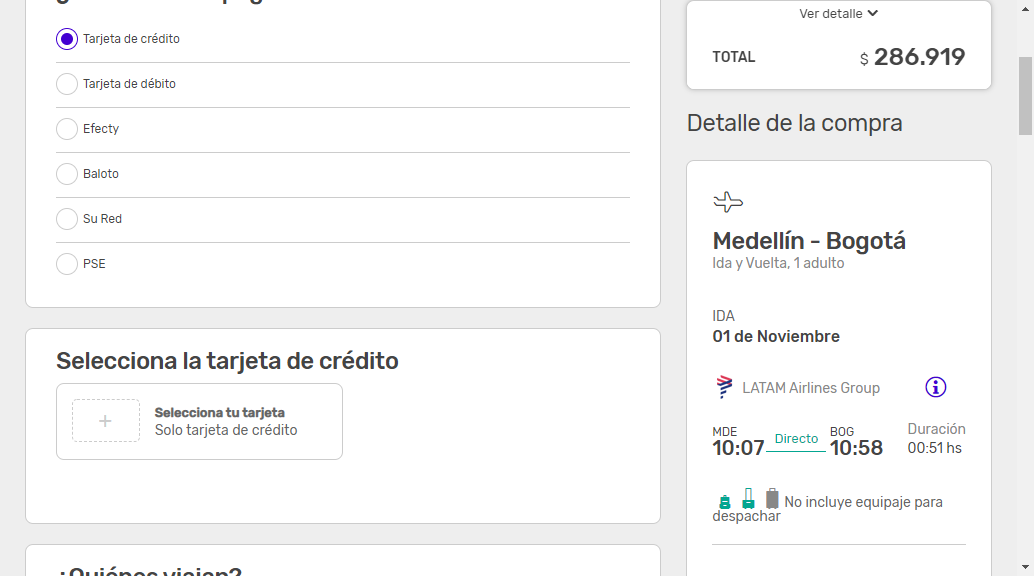 Tarjeta de crédito
Tarjeta de débito
Efecty
Baloto
Su Red
PSE
Selecciona la tarjeta de crédito
+
Selecciona tu tarjeta
Solo tarjeta de crédito
¿Quiénes viajan?
Ver detalle
TOTAL $ 286.919
Detalle de la compra
Medellín - Bogotá
Ida y Vuelta, 1 adulto
IDA
01 de Noviembre
LATAM Airlines Group
MDE Directo BOG Duración
10:07 10:58 00:51 hs
No incluye equipaje para
despachar